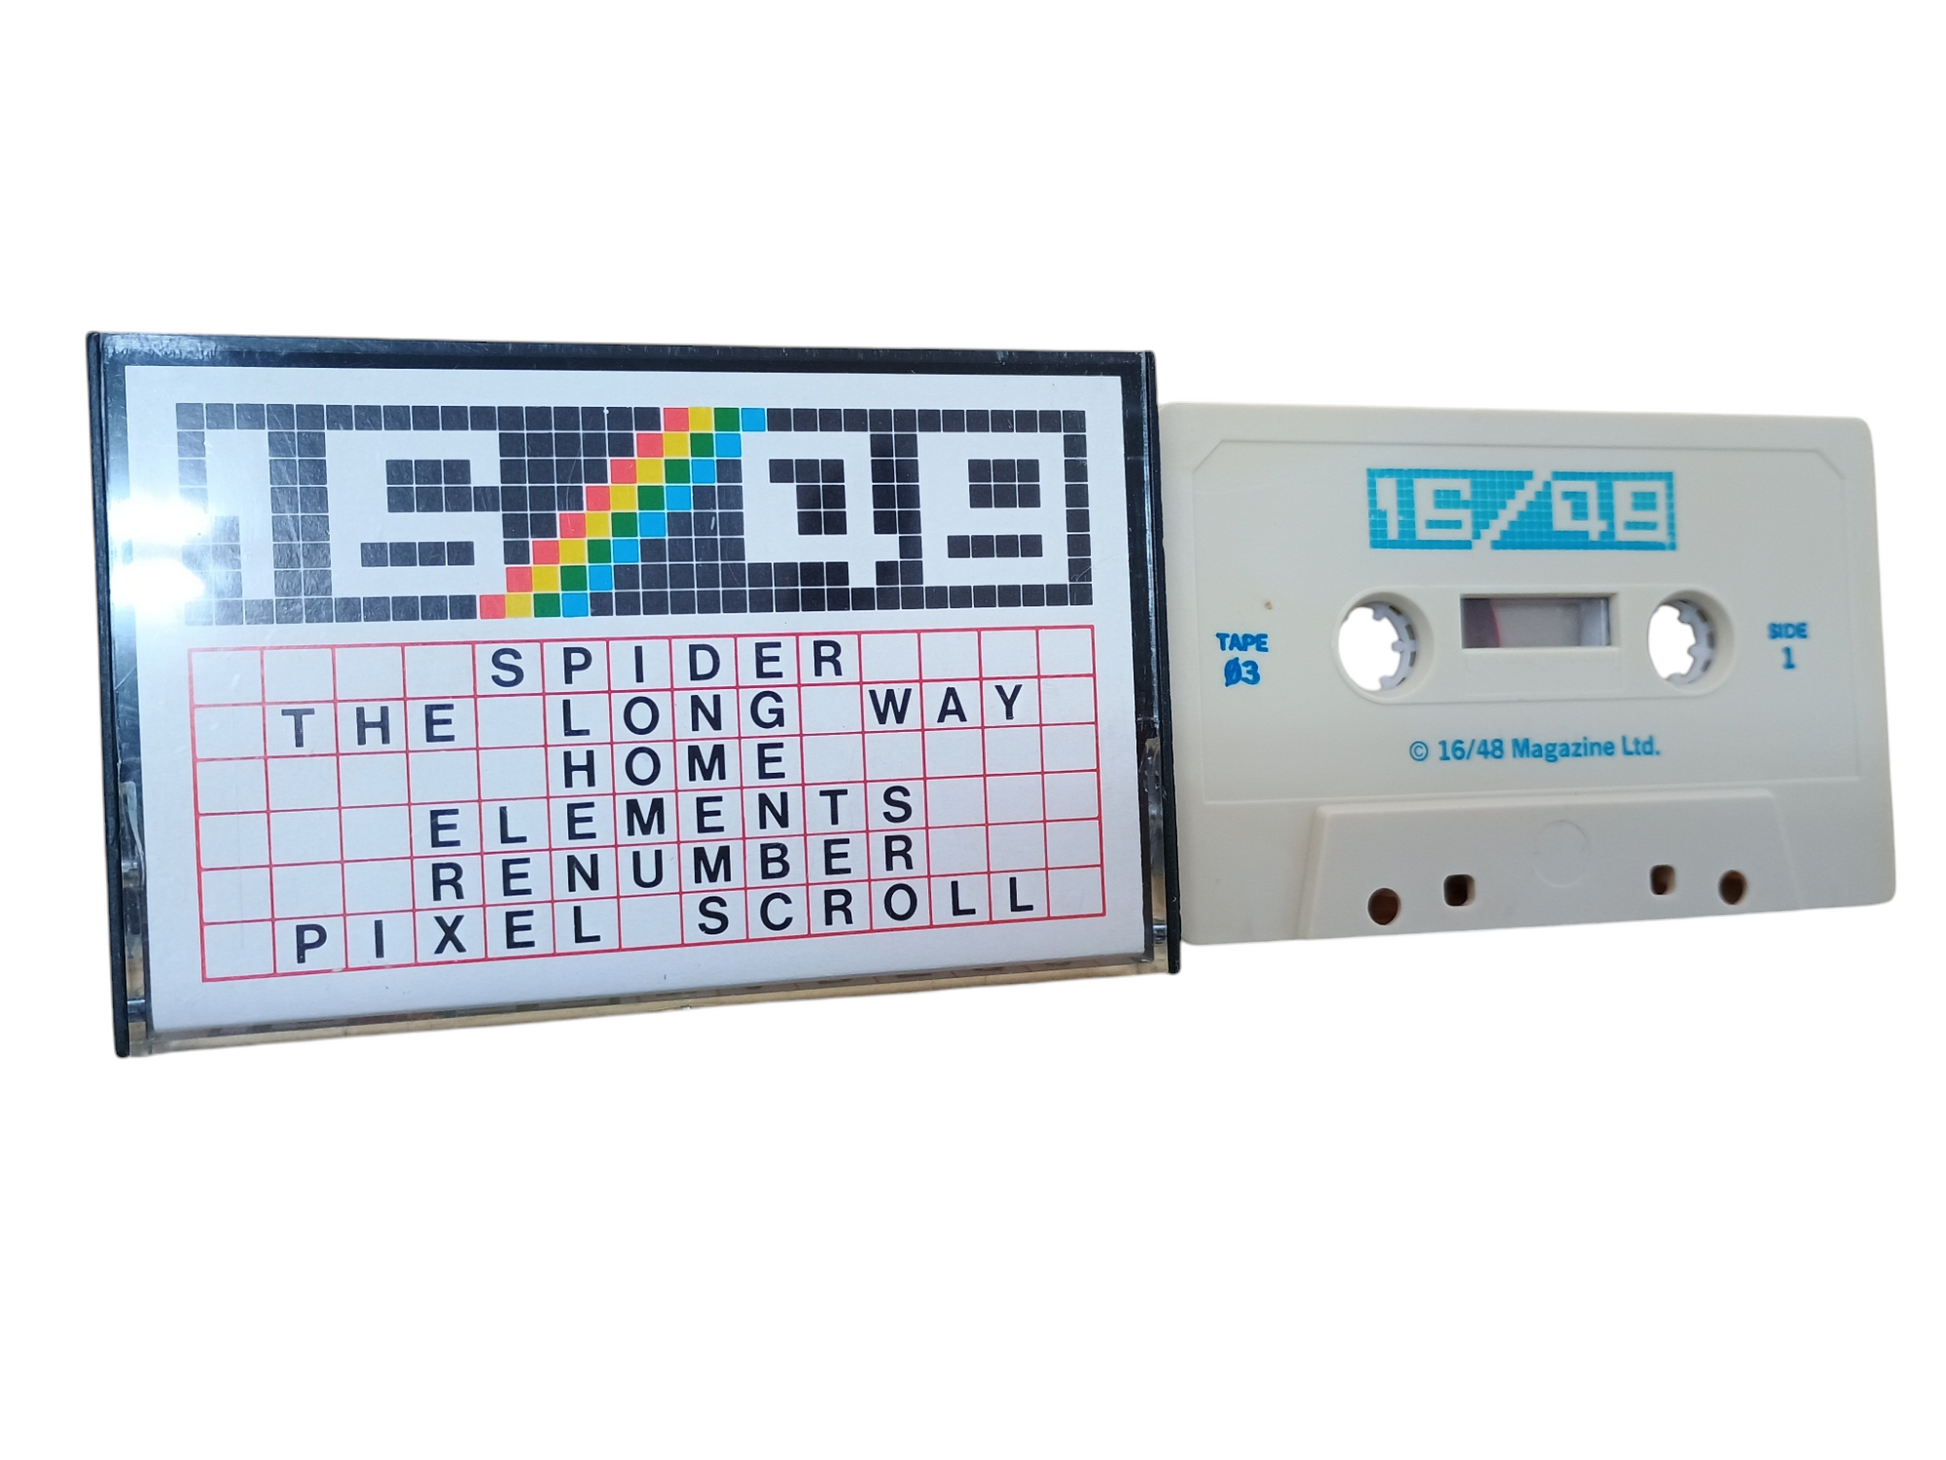 16/48
SPIDER
THE LONG WAY
HOME
ELEMENTS
RENUMBER
PIXEL SCROLL
16/48
TAPE
Ø3
SIDE
1
© 16/48 Magazine Ltd.